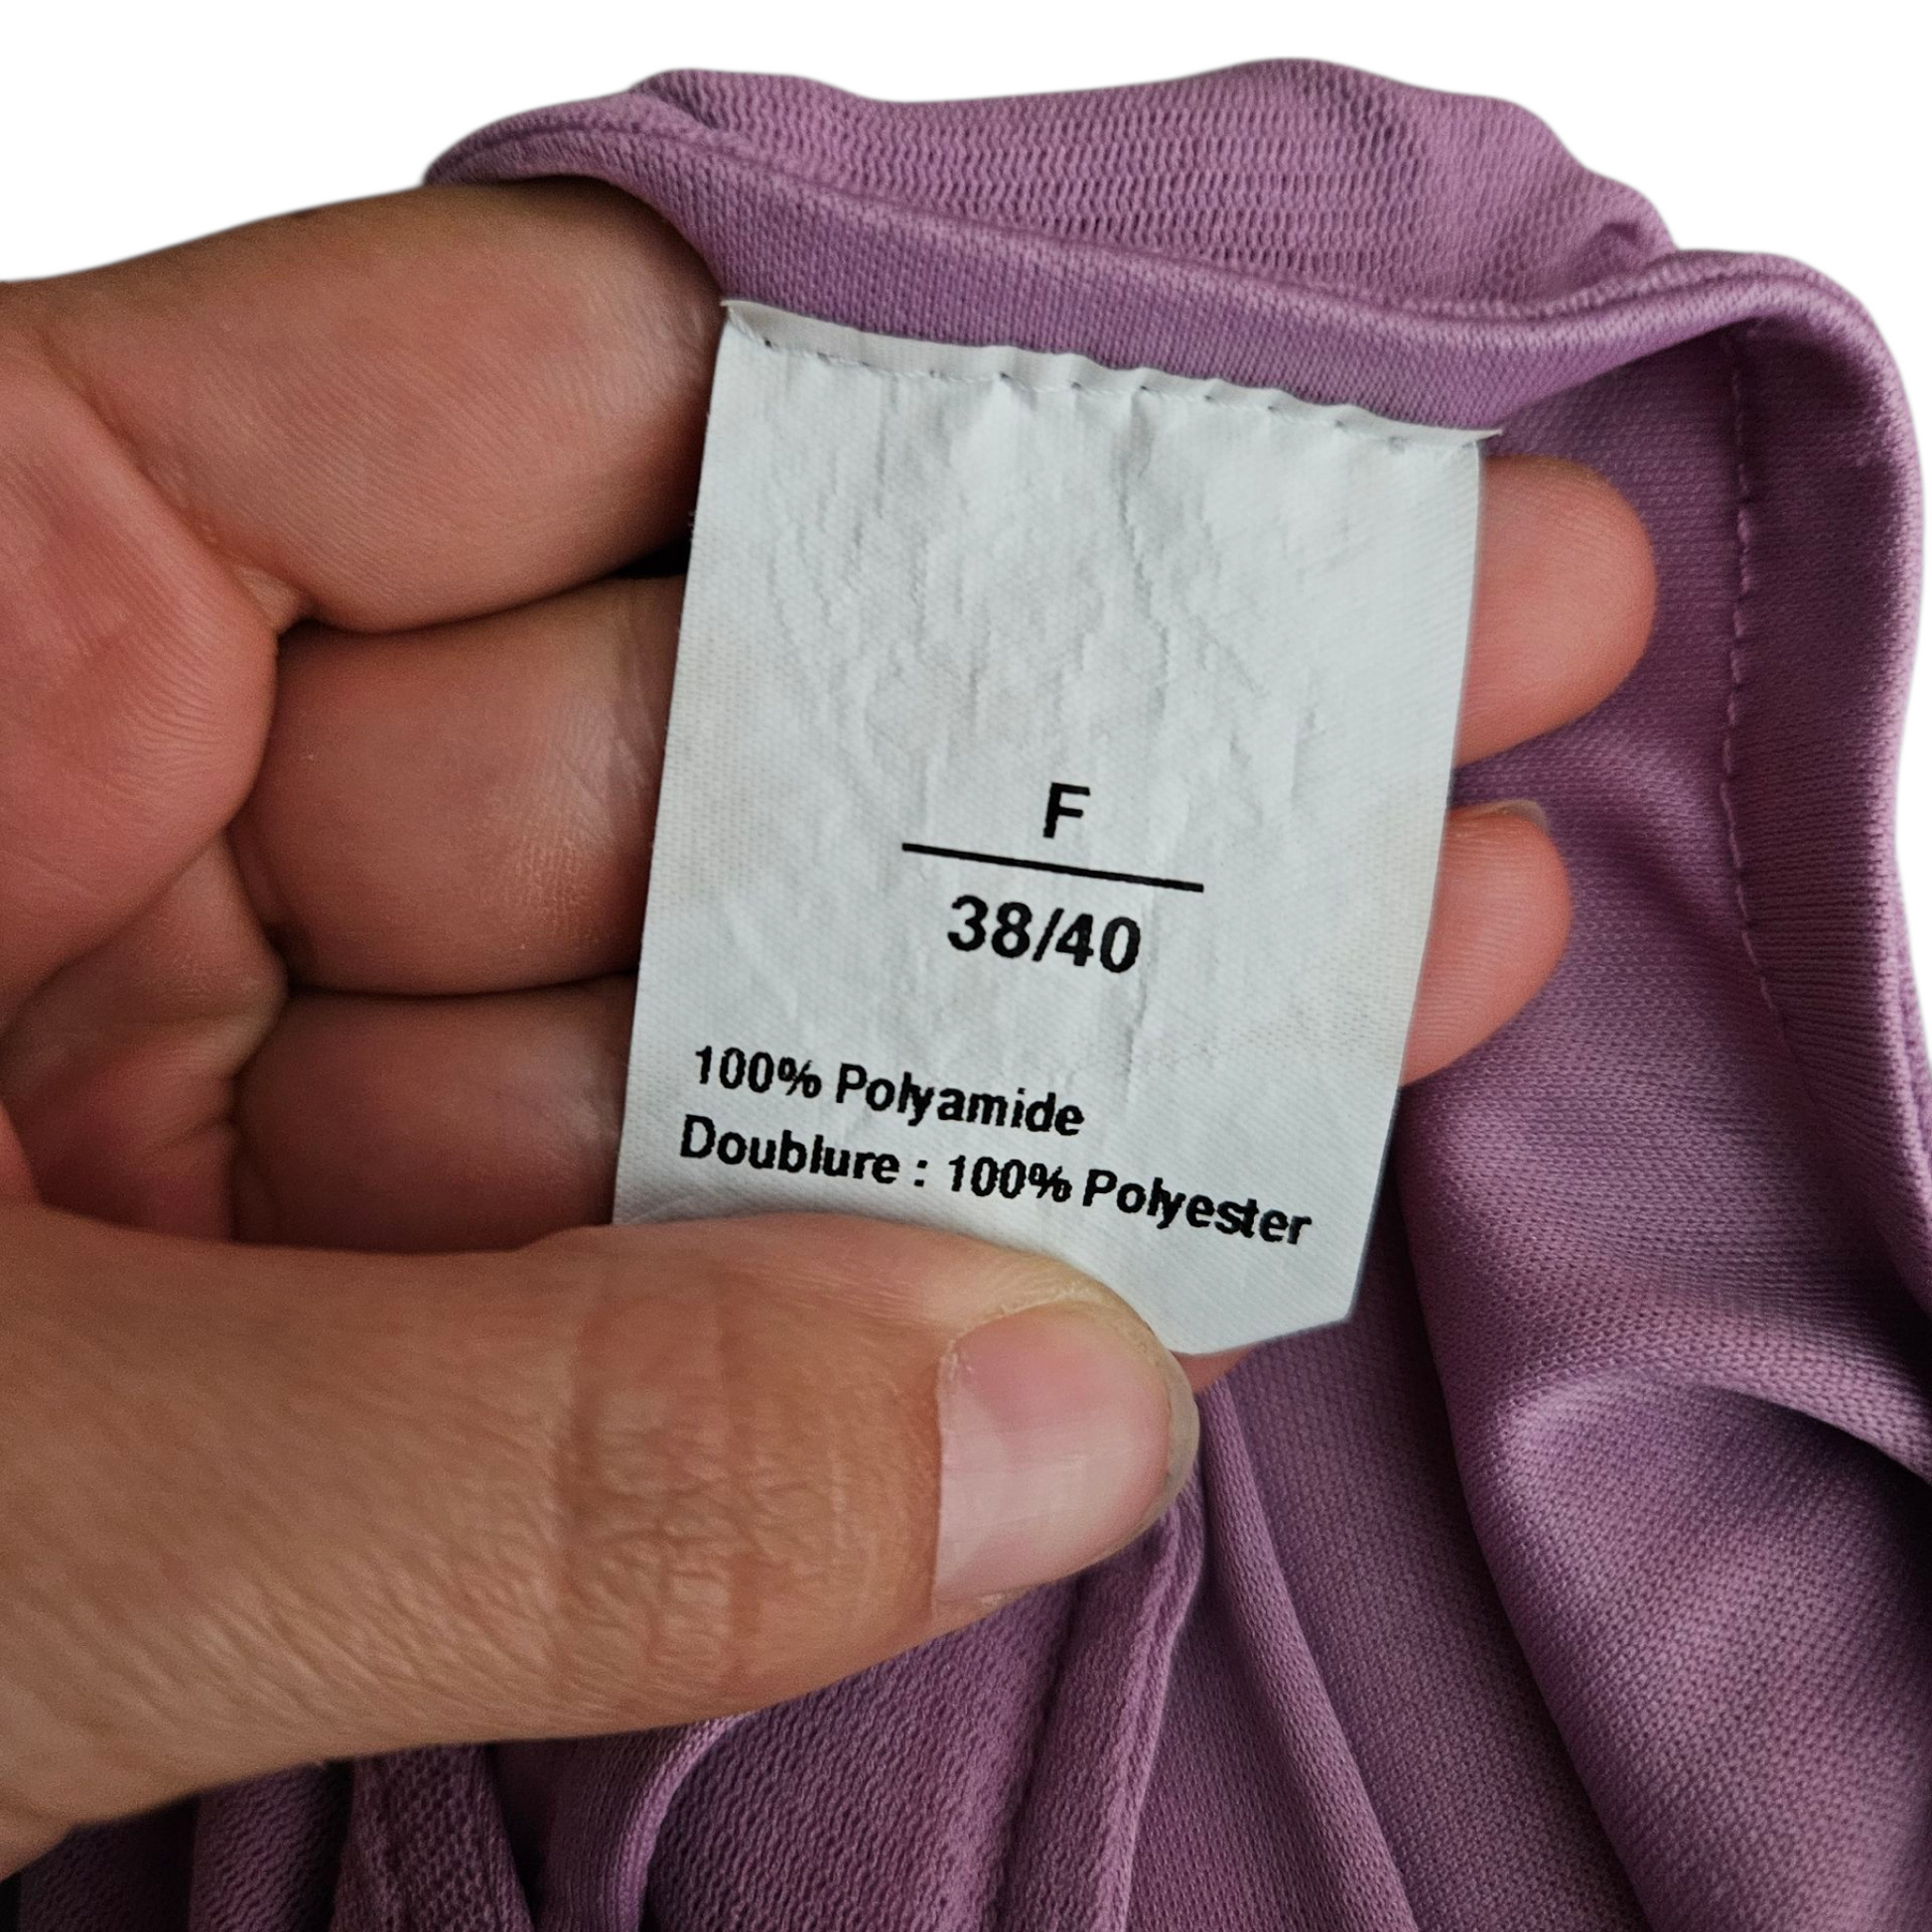 F
38/40
100% Polyamide
Doublure : 100% Polyester